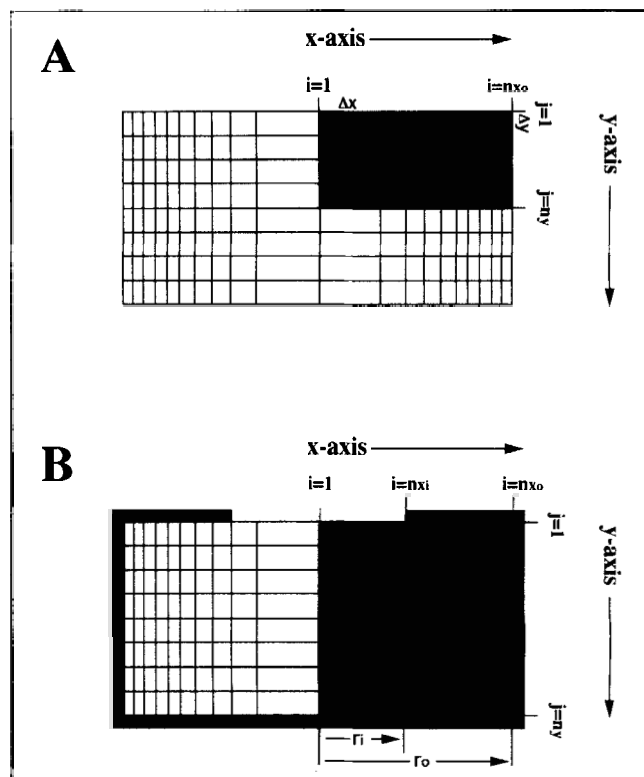 A
x-axis
i=1
i=nxo
Δx
Δy
j=1
y-axis
j=ny
B
x-axis
i=1
i=nxi
i=nxo
j=1
y-axis
j=ny
ri
ro